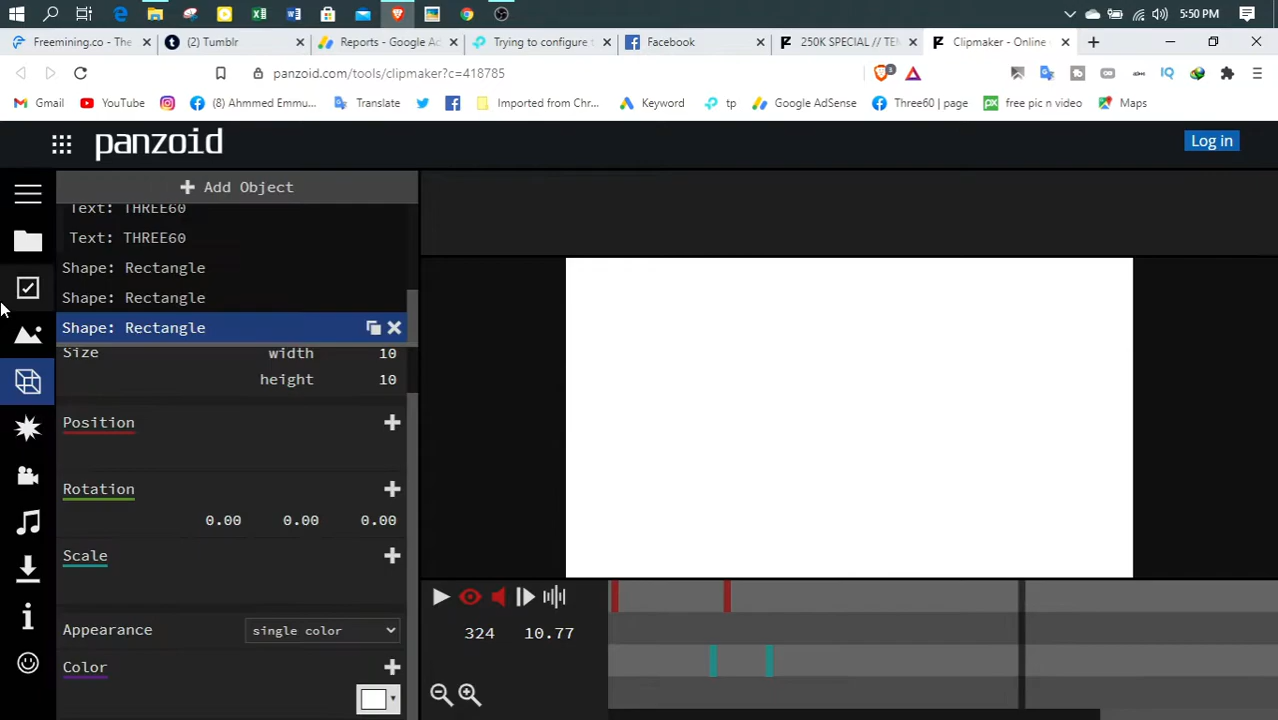 5:50 PM
Freemining.co - The
(2) Tumblr
Reports - Google Ac
Trying to configure t
Facebook
250K SPECIAL // TEM
Clipmaker - Online
panzoid.com/tools/clipmaker?c=418785
3
IQ
Gmail
YouTube
(8) Ahmmed Emmu...
Translate
Imported from Chr...
Keyword
tp
Google AdSense
Three60 | page
free pic n video
Maps
panzoid
Log in
Add Object
Text: THREE60
Text: THREE60
Shape: Rectangle
Shape: Rectangle
Shape: Rectangle
Size width 10
height 10
Position
Rotation
0.00 0.00 0.00
Scale
Appearance single color
Color
324 10.77